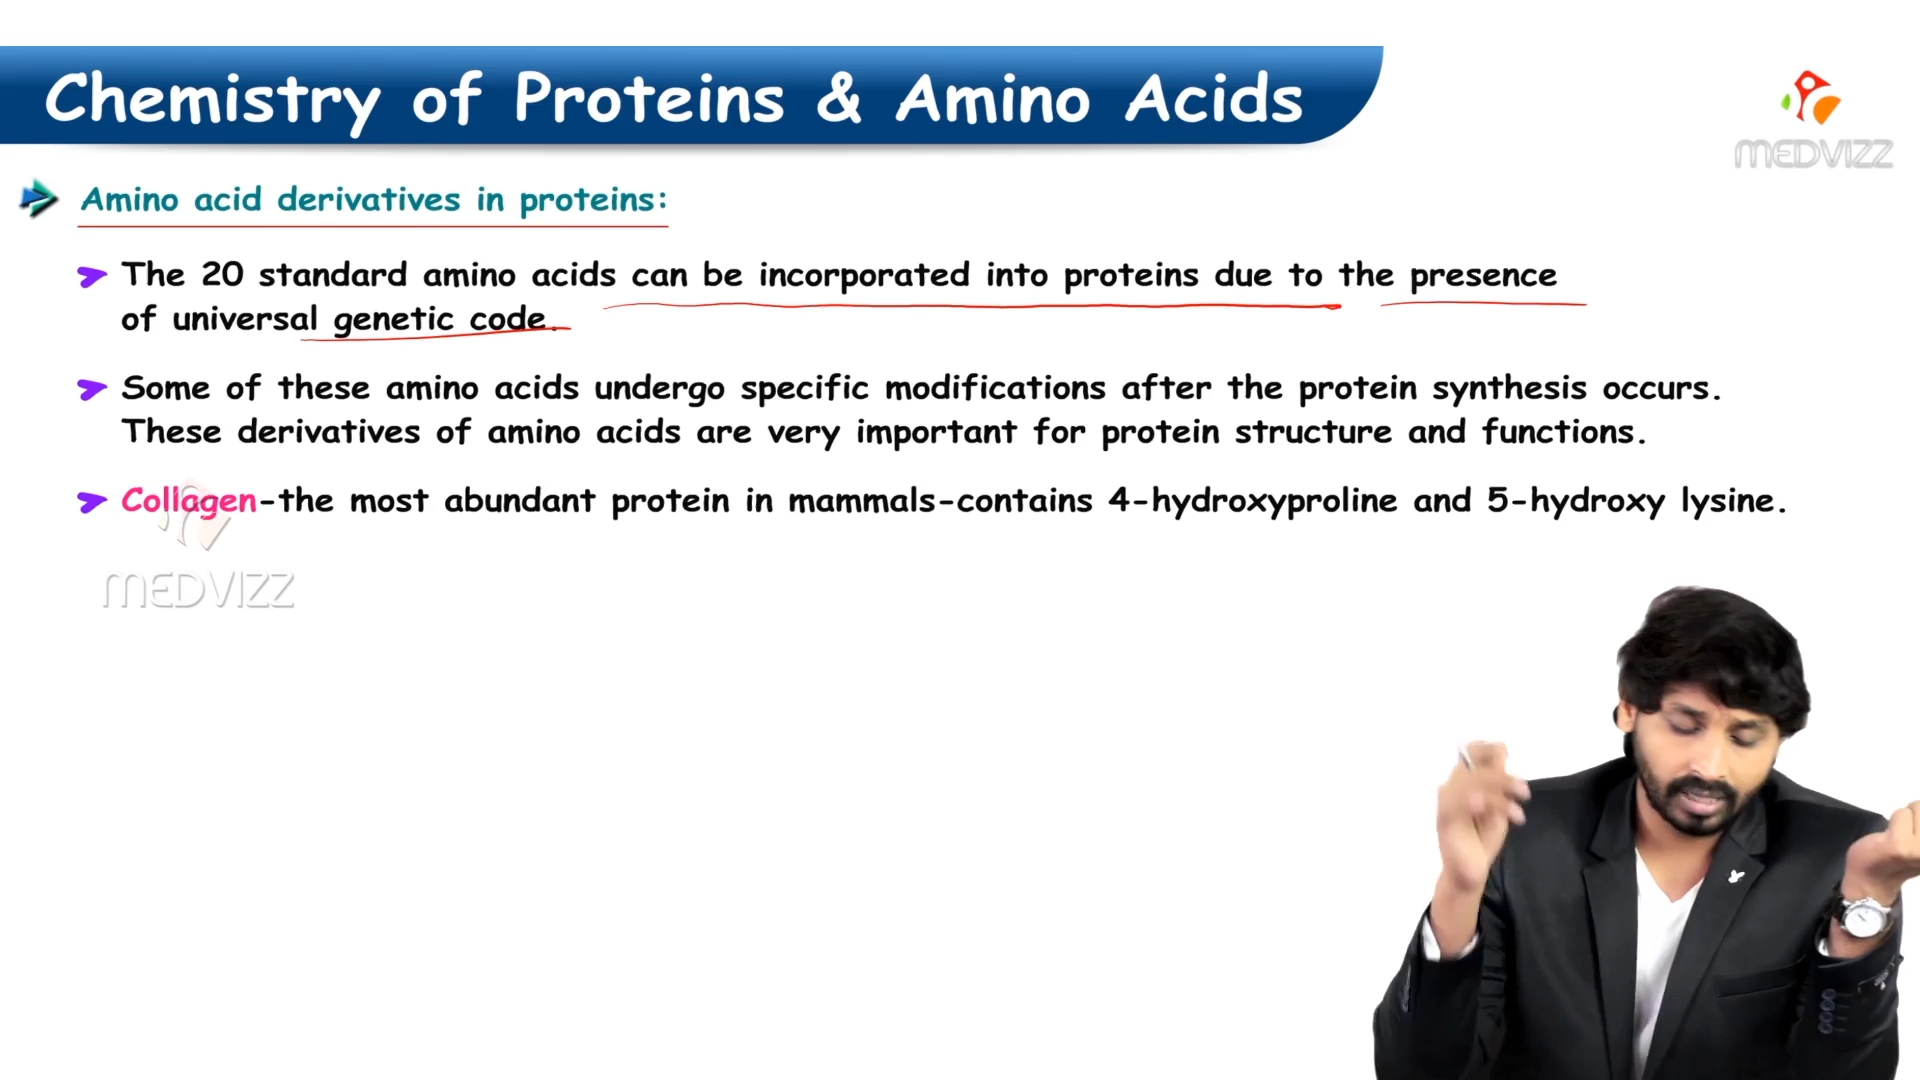 Chemistry of Proteins & Amino Acids
MEDVIZZ
Amino acid derivatives in proteins:
The 20 standard amino acids can be incorporated into proteins due to the presence
of universal genetic code.
Some of these amino acids undergo specific modifications after the protein synthesis occurs.
These derivatives of amino acids are very important for protein structure and functions.
Collagen-the most abundant protein in mammals-contains 4-hydroxyproline and 5-hydroxy lysine.
MEDVIZZ